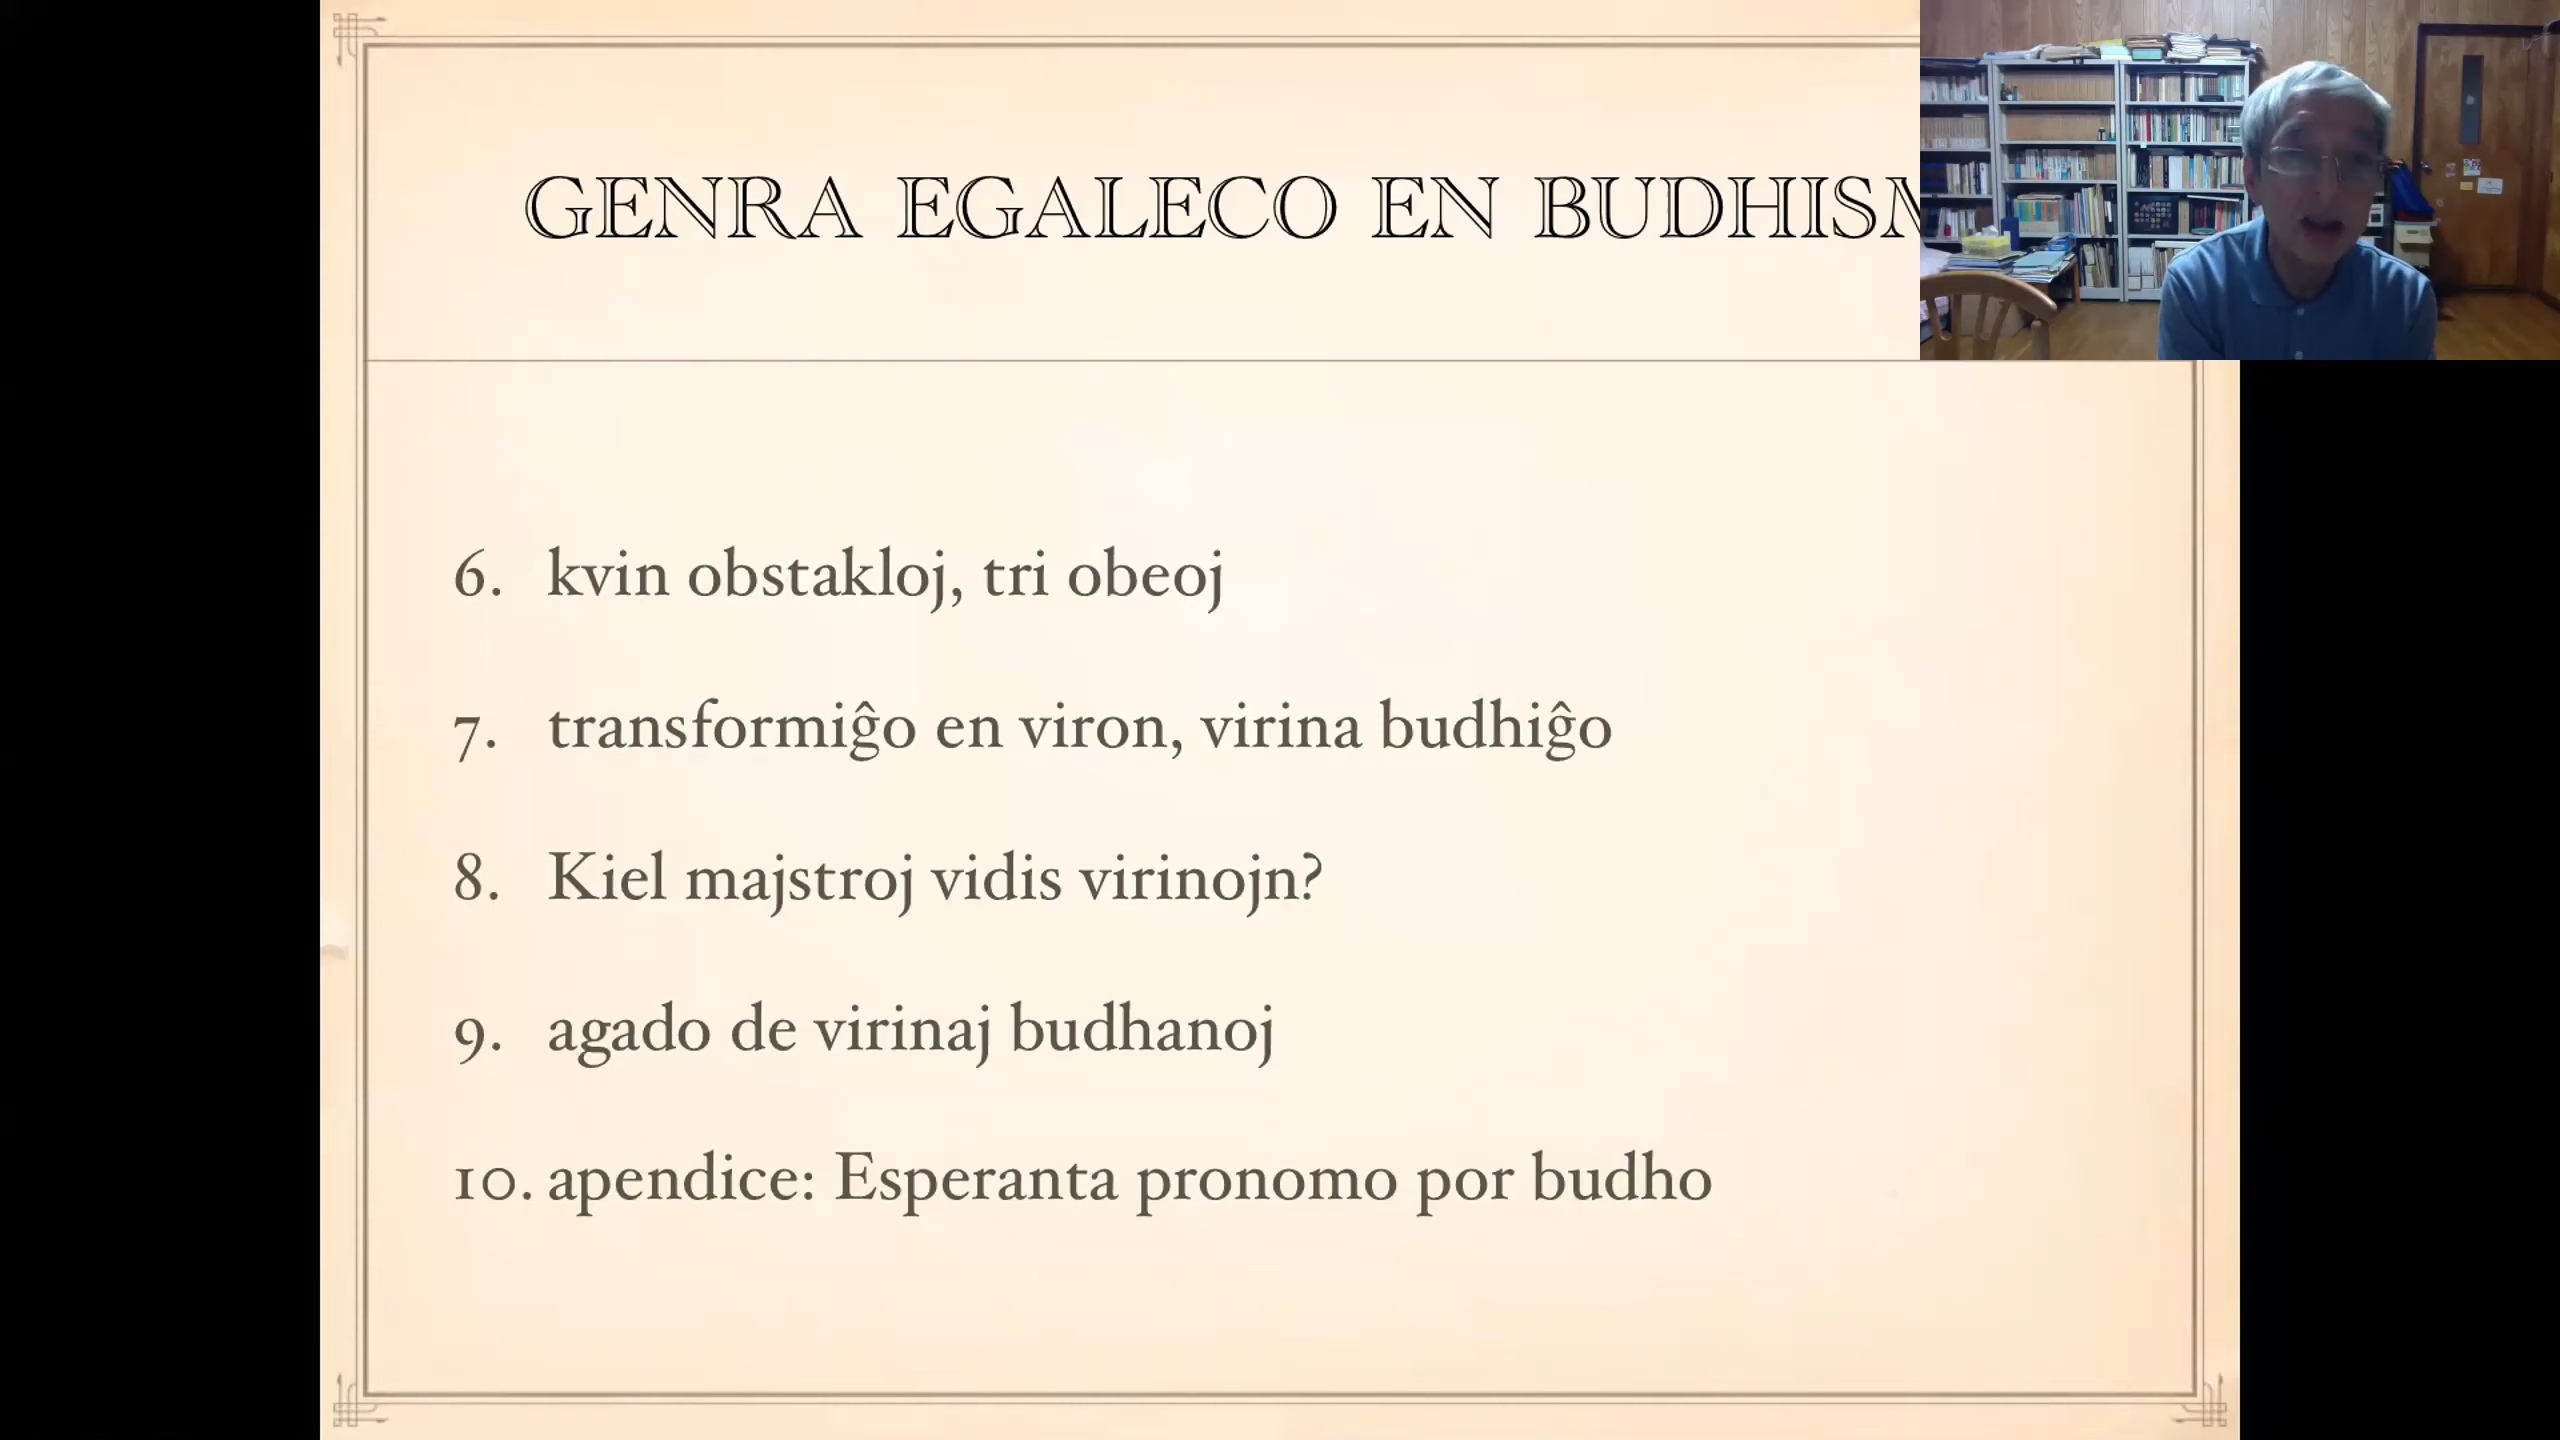 GENRA EGALECO EN
6. kvin obstakloj, tri obeoj
7. transformiĝo en viron, virina budhiĝo
8. Kiel majstroj vidis virinojn?
9. agado de virinaj budhanoj
10. apendice: Esperanta pronomo por budho